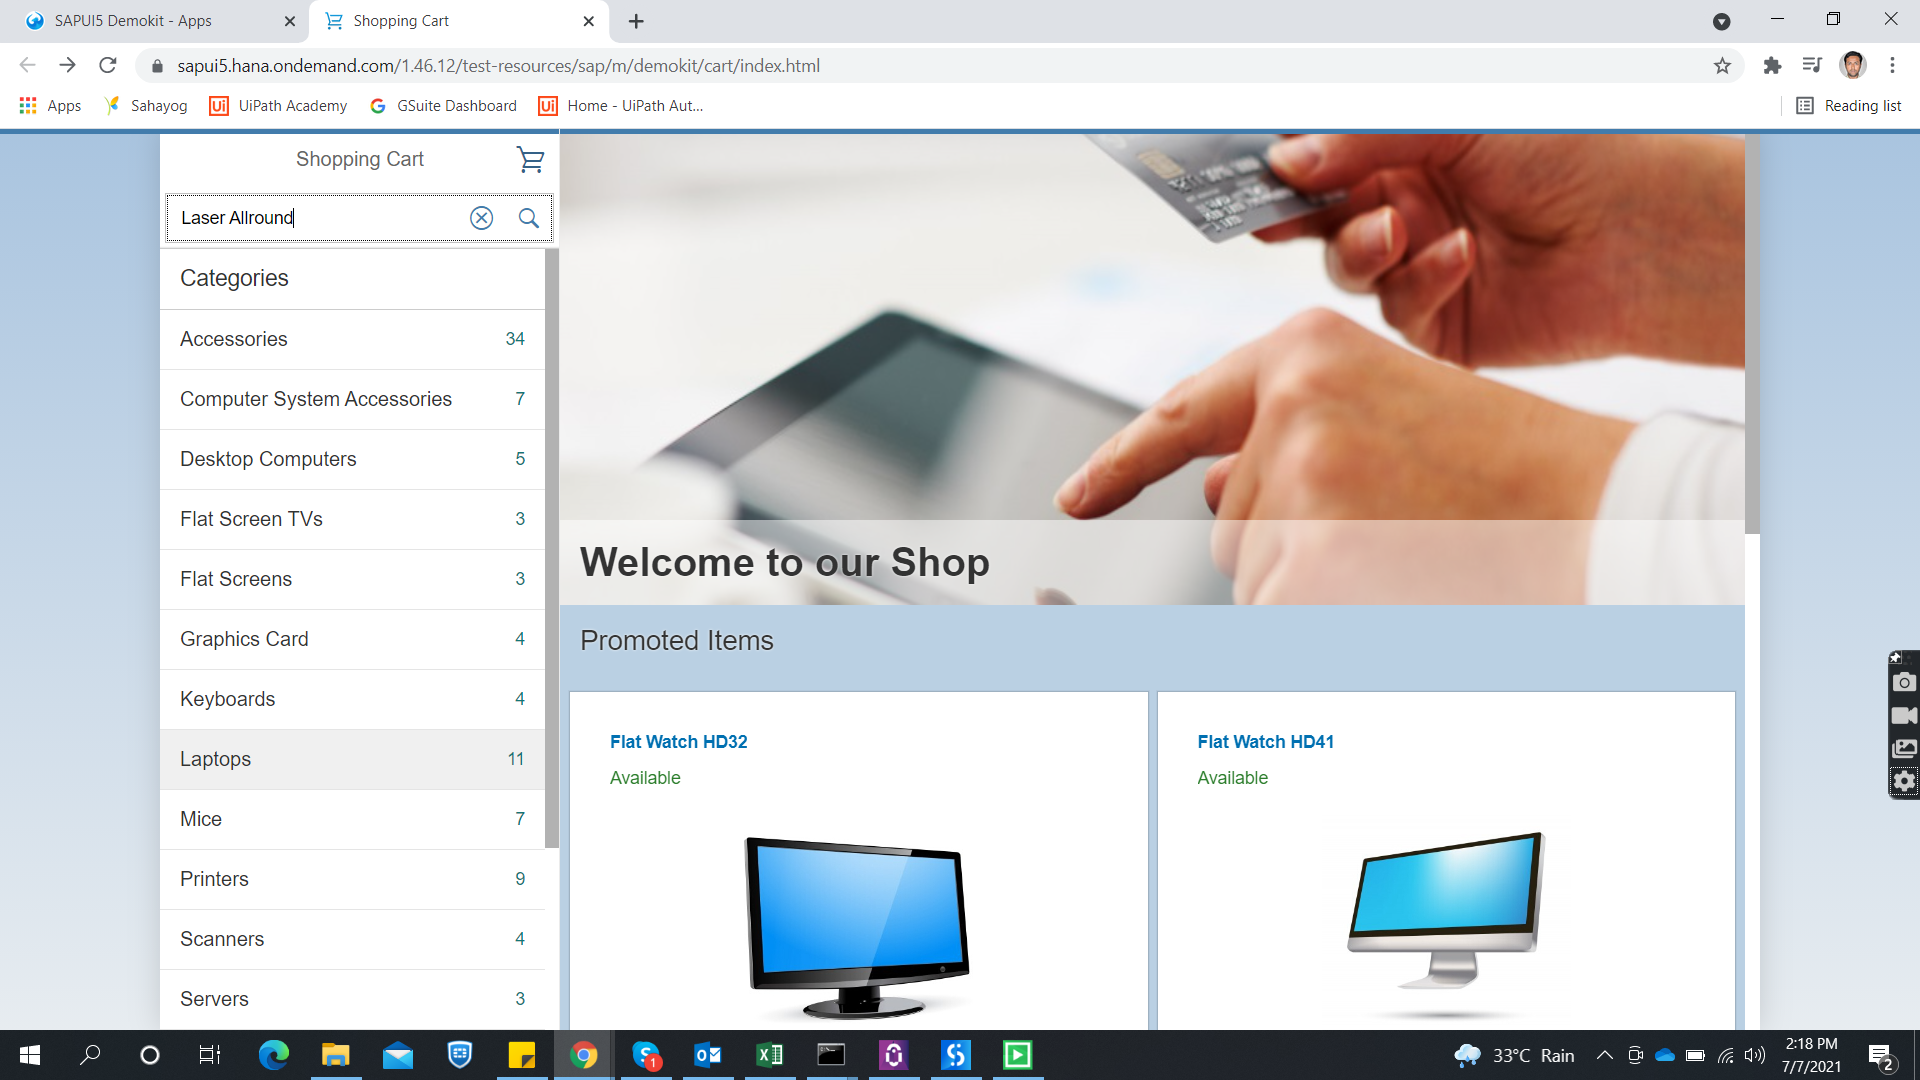 SAPUI5 Demokit - Apps
Shopping Cart
sapui5.hana.ondemand.com/1.46.12/test-resources/sap/m/demokit/cart/index.html
Apps
Sahayog
UiPath Academy
GSuite Dashboard
Home - UiPath Aut...
Reading list
Shopping Cart
Laser Allround
Categories
Accessories 34
Computer System Accessories 7
Desktop Computers 5
Flat Screen TVs 3
Flat Screens 3
Graphics Card 4
Keyboards 4
Laptops 11
Mice 7
Printers 9
Scanners 4
Servers 3
Welcome to our Shop
Promoted Items
Flat Watch HD32
Available
Flat Watch HD41
Available
33°C Rain
2:18 PM
7/7/2021
1
2